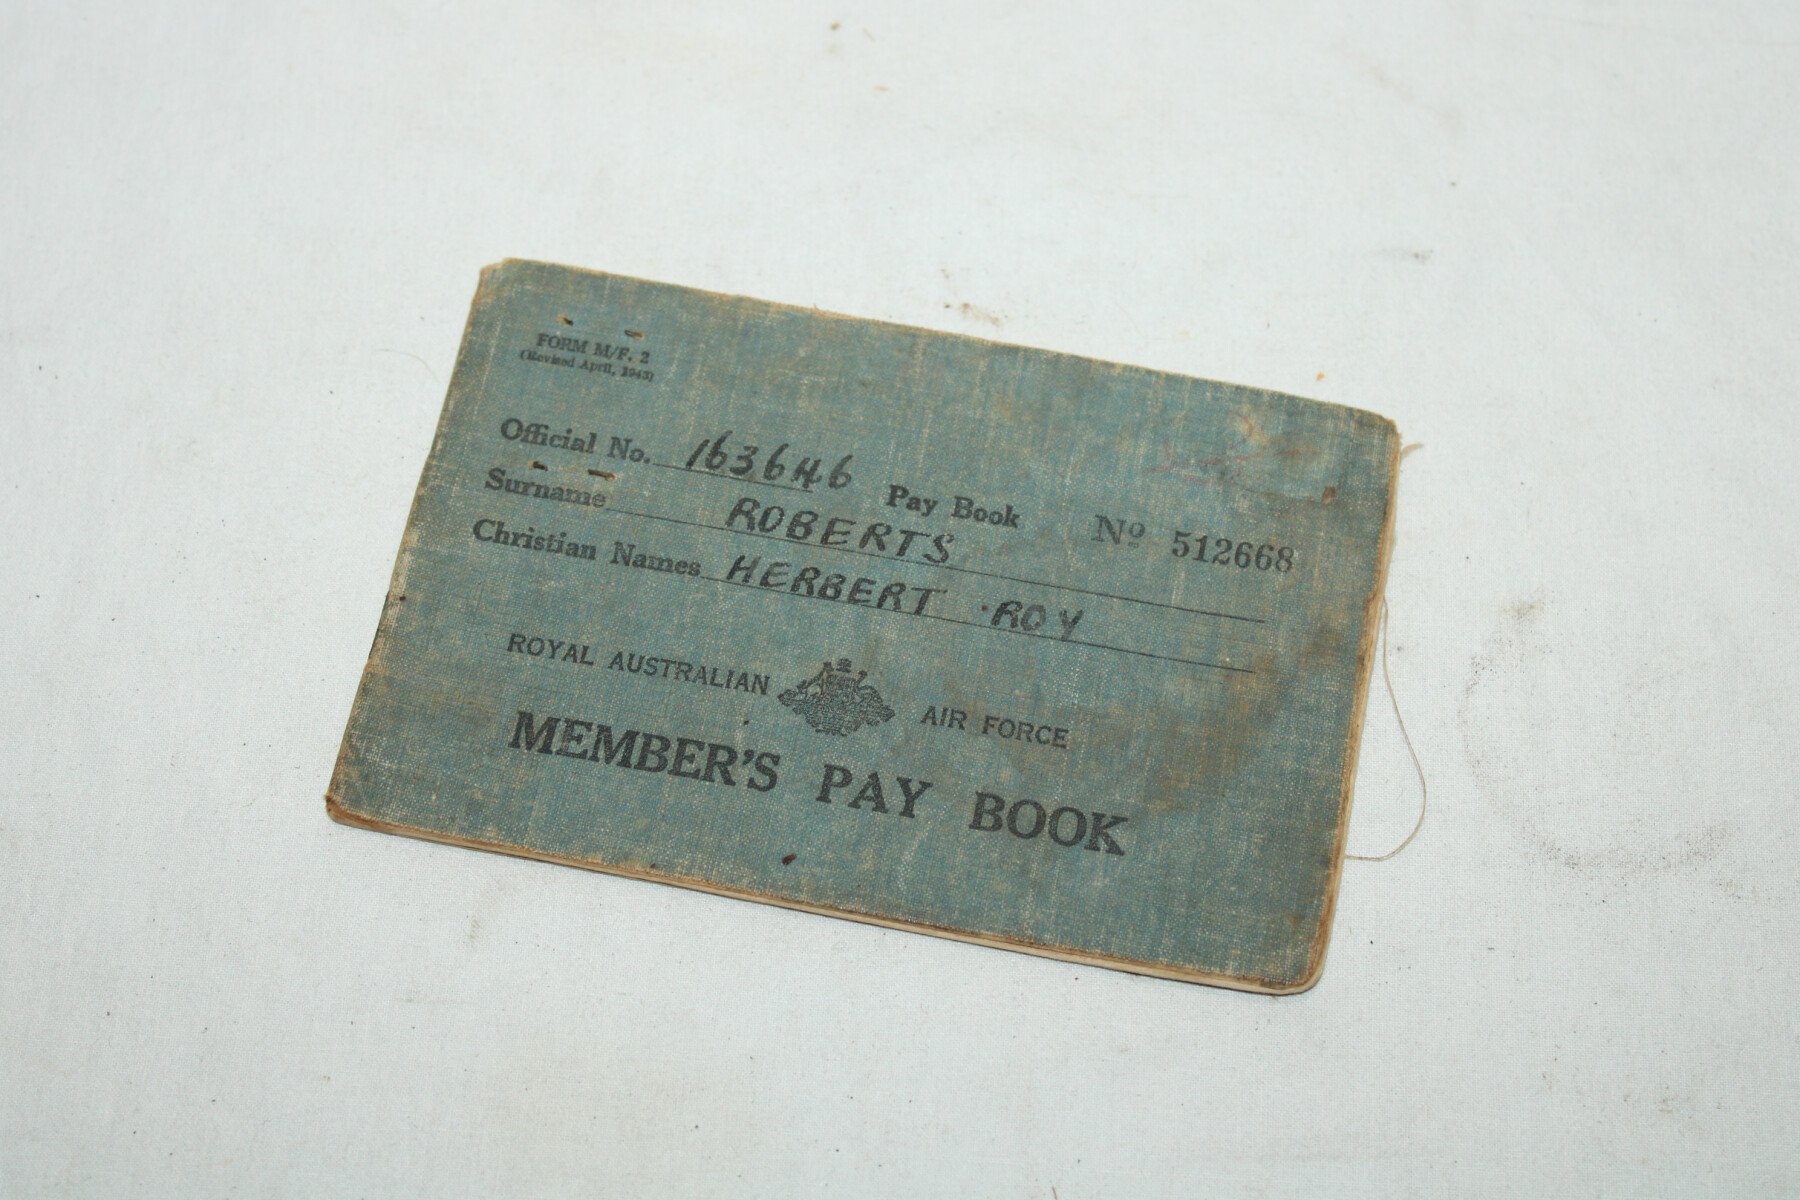 FORM M/F. 2
(Revised April, 1943)
Official No. 163646 Pay Book Nº 512668
Surname ROBERTS
Christian Names HERBERT ROY
ROYAL AUSTRALIAN AIR FORCE
MEMBER'S PAY BOOK